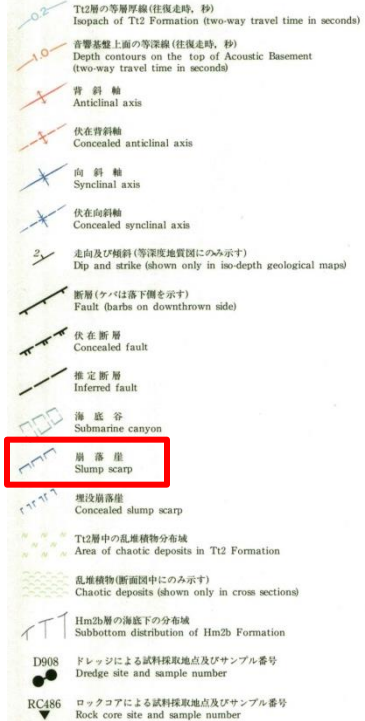 0.2
Tt2層の等層厚線(往復走時，秒)
Isopach of Tt2 Formation (two-way travel time in seconds)
1.0
音響基盤上面の等深線(往復走時，秒)
Depth contours on the top of Acoustic Basement
(two-way travel time in seconds)
背斜軸
Anticlinal axis
伏在背斜軸
Concealed anticlinal axis
向斜軸
Synclinal axis
伏在向斜軸
Concealed synclinal axis
2
走向及び傾斜(等深度地質図にのみ示す)
Dip and strike (shown only in iso-depth geological maps)
断層(ケバは落下側を示す)
Fault (barbs on downthrown side)
伏在断層
Concealed fault
推定断層
Inferred fault
海底谷
Submarine canyon
崩落崖
Slump scarp
埋没崩落崖
Concealed slump scarp
Tt2層中の乱堆積物分布域
Area of chaotic deposits in Tt2 Formation
乱堆積物(断面図中にのみ示す)
Chaotic deposits (shown only in cross sections)
Hm2b層の海底下の分布域
Subbottom distribution of Hm2b Formation
D908
ドレッジによる試料採取地点及びサンプル番号
Dredge site and sample number
RC486
ロックコアによる試料採取地点及びサンプル番号
Rock core site and sample number